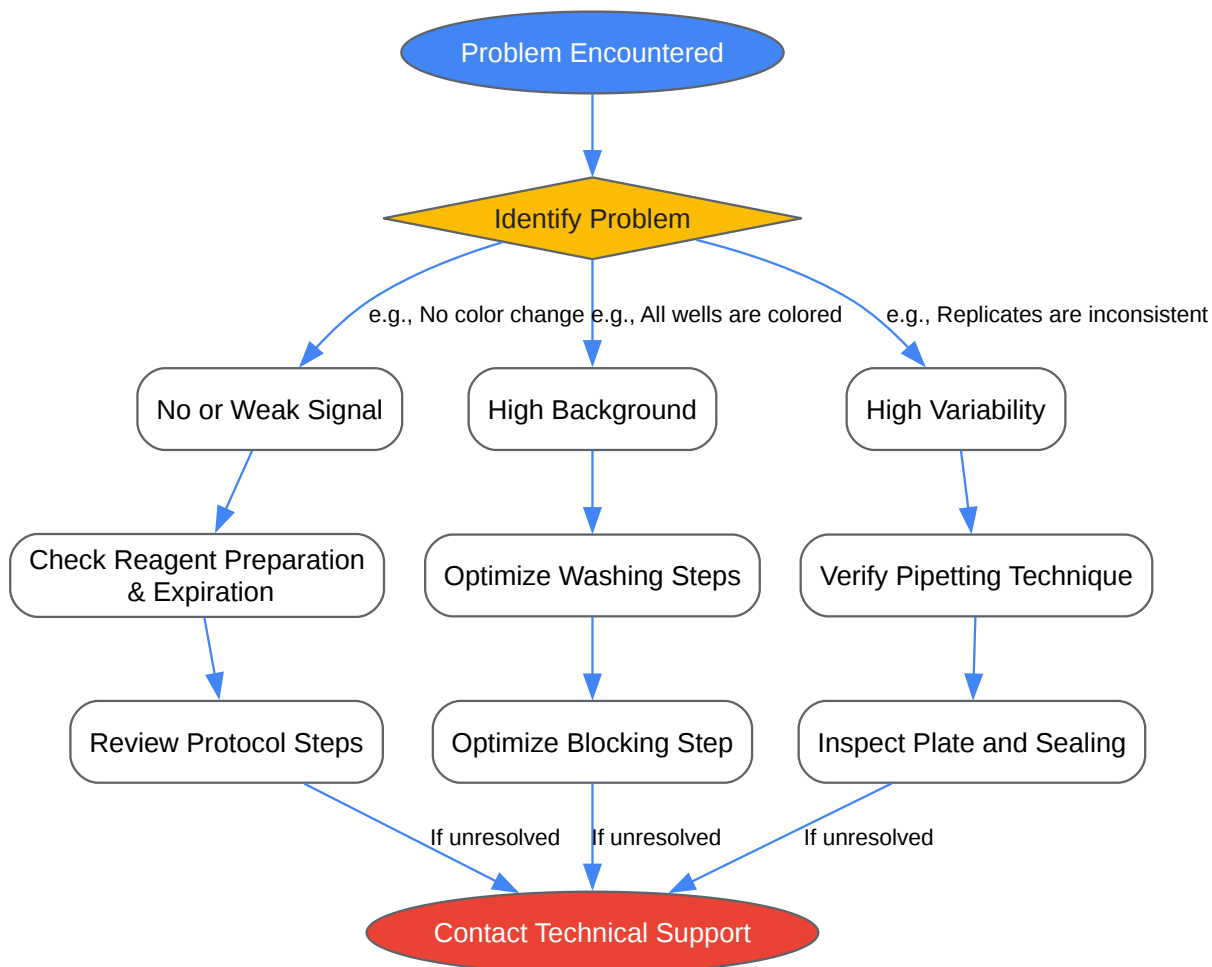 Problem Encountered
Identify Problem
e.g., No color change
e.g., All wells are colored
e.g., Replicates are inconsistent
No or Weak Signal
High Background
High Variability
Check Reagent Preparation
& Expiration
Optimize Washing Steps
Verify Pipetting Technique
Review Protocol Steps
Optimize Blocking Step
Inspect Plate and Sealing
If unresolved
If unresolved
If unresolved
Contact Technical Support